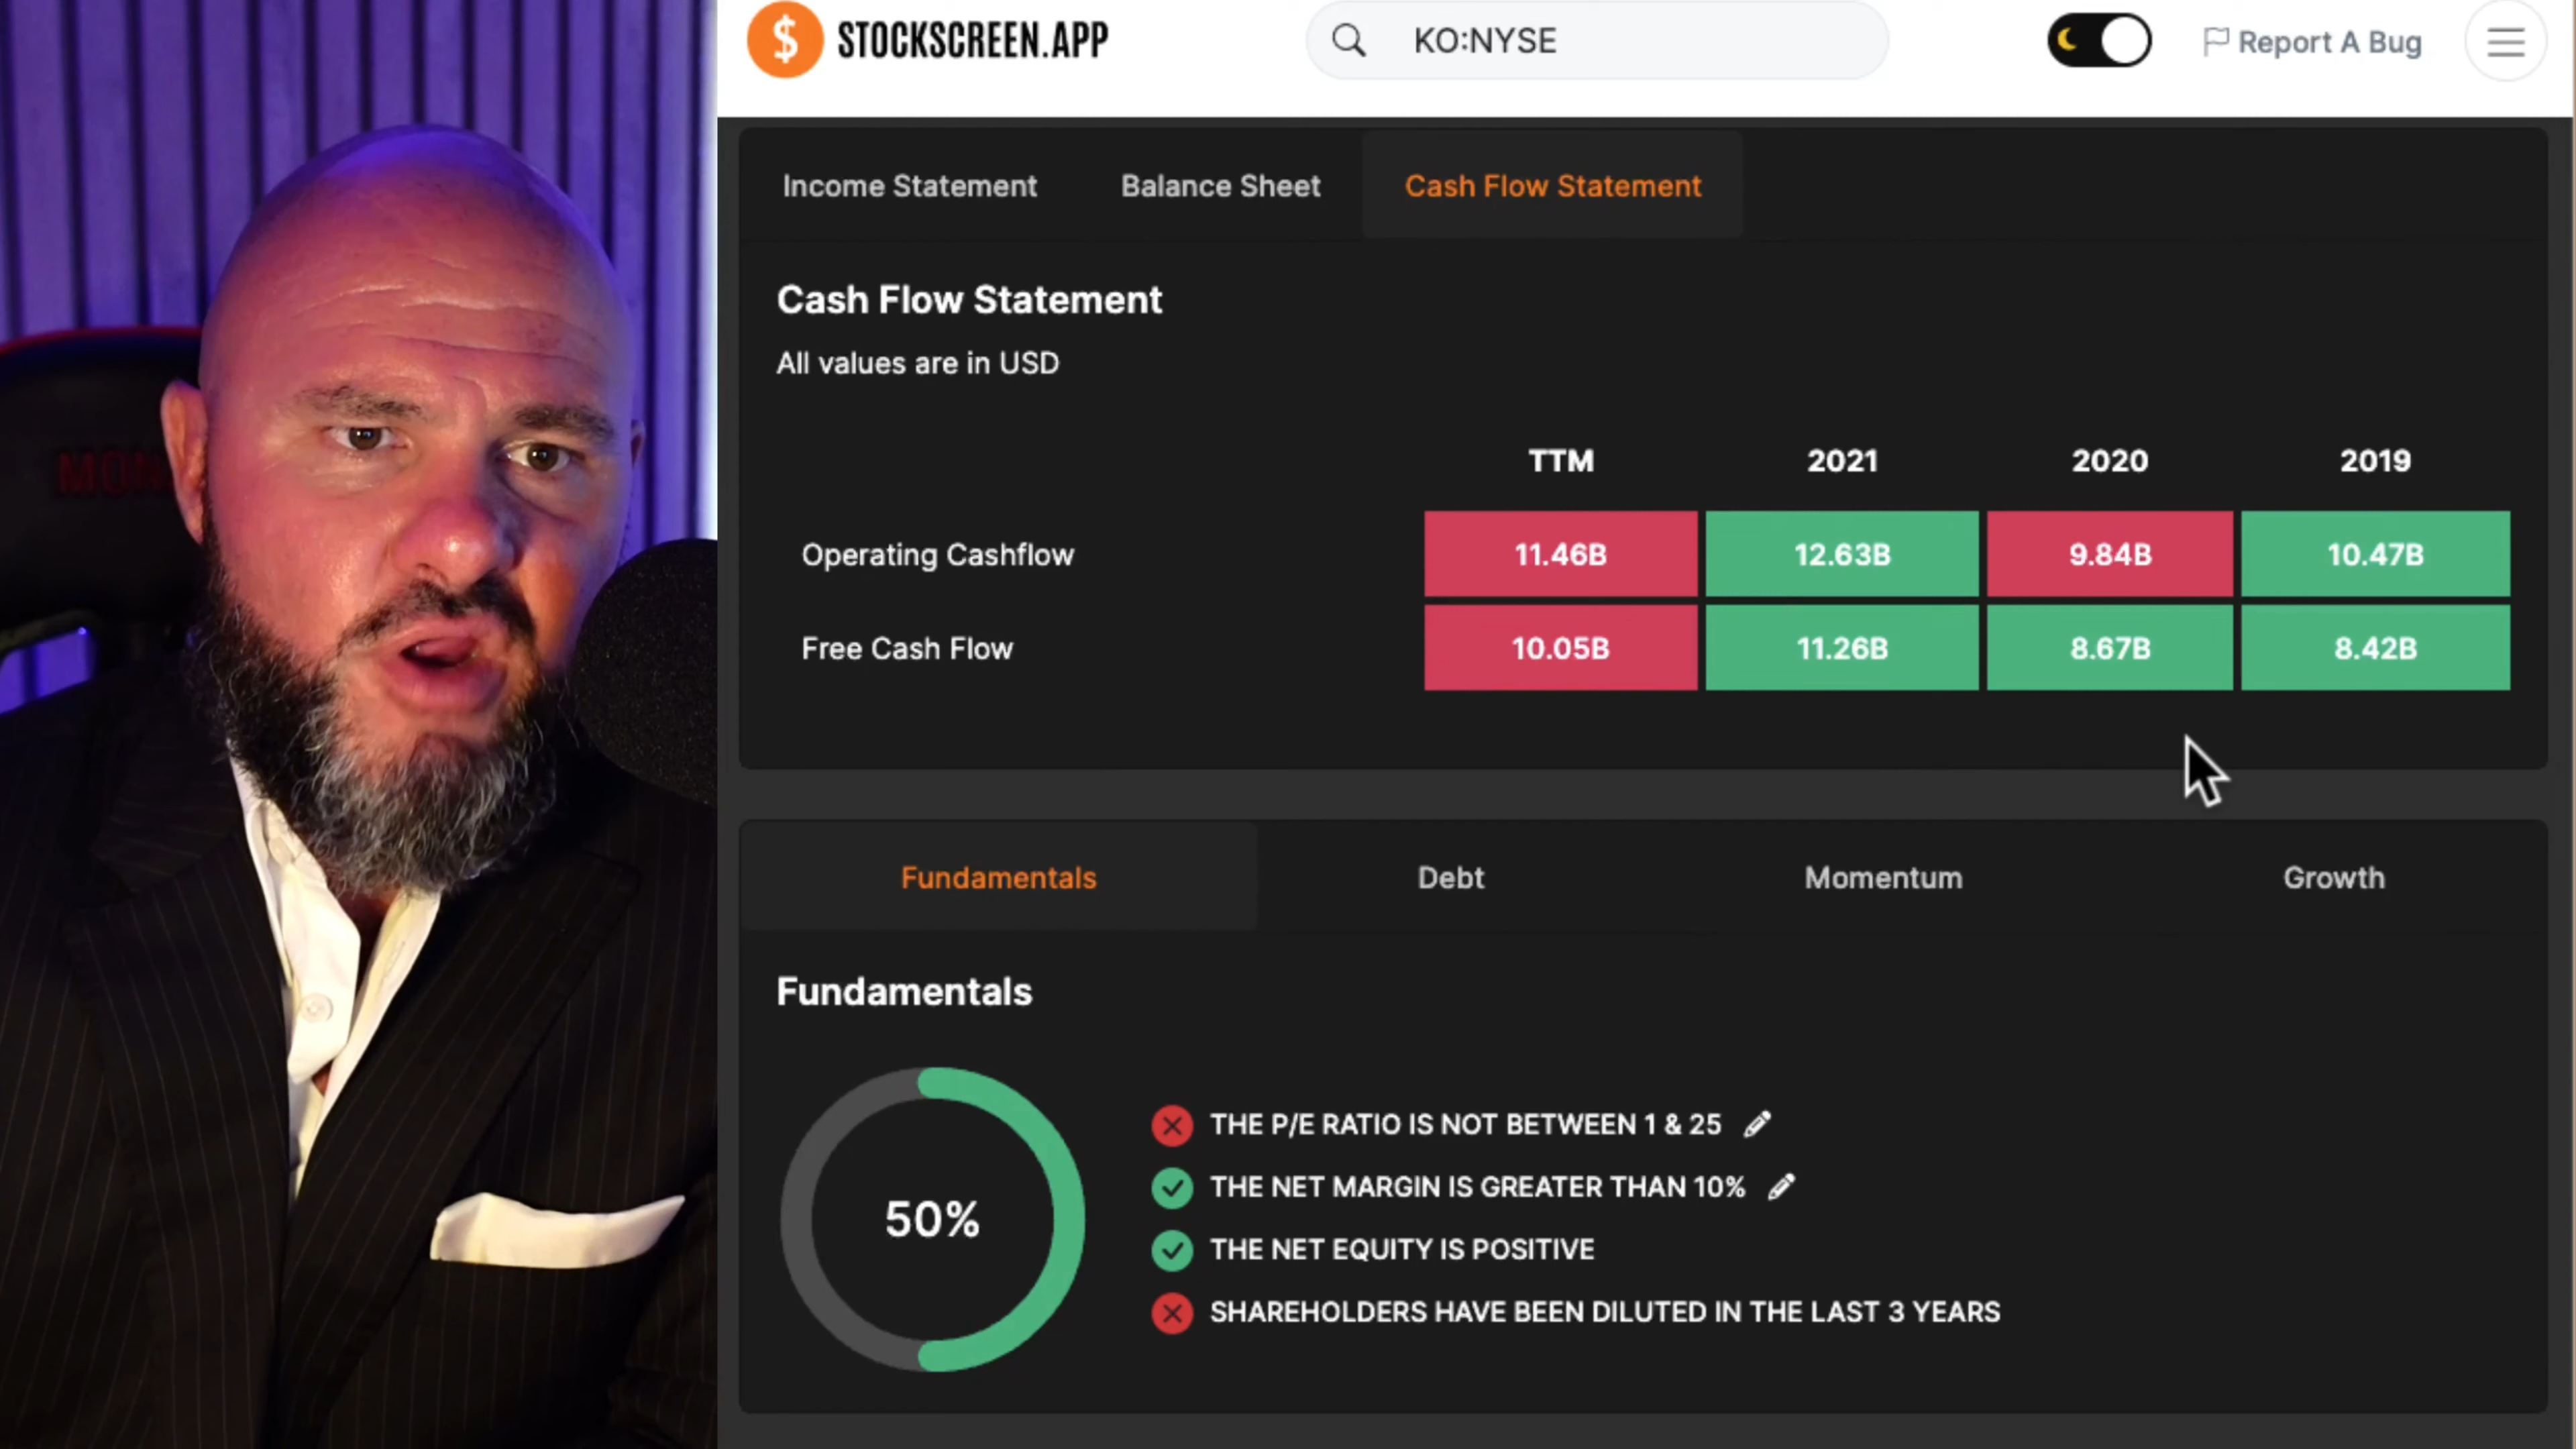 $ STOCKSCREEN.APP
KO:NYSE
Report A Bug
Income Statement
Balance Sheet
Cash Flow Statement
Cash Flow Statement
All values are in USD
TTM 2021 2020 2019
Operating Cashflow 11.46B 12.63B 9.84B 10.47B
Free Cash Flow 10.05B 11.26B 8.67B 8.42B
Fundamentals
Debt
Momentum
Growth
Fundamentals
50%
THE P/E RATIO IS NOT BETWEEN 1 & 25
THE NET MARGIN IS GREATER THAN 10%
THE NET EQUITY IS POSITIVE
SHAREHOLDERS HAVE BEEN DILUTED IN THE LAST 3 YEARS